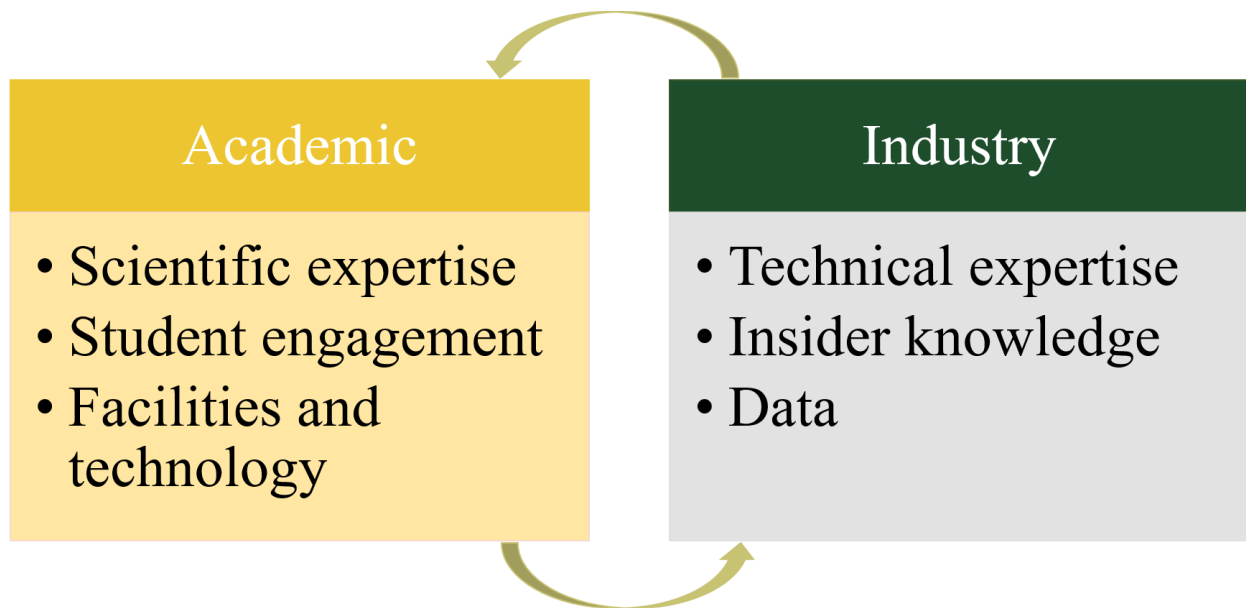 Academic
• Scientific expertise
• Student engagement
• Facilities and
technology
Industry
• Technical expertise
• Insider knowledge
• Data